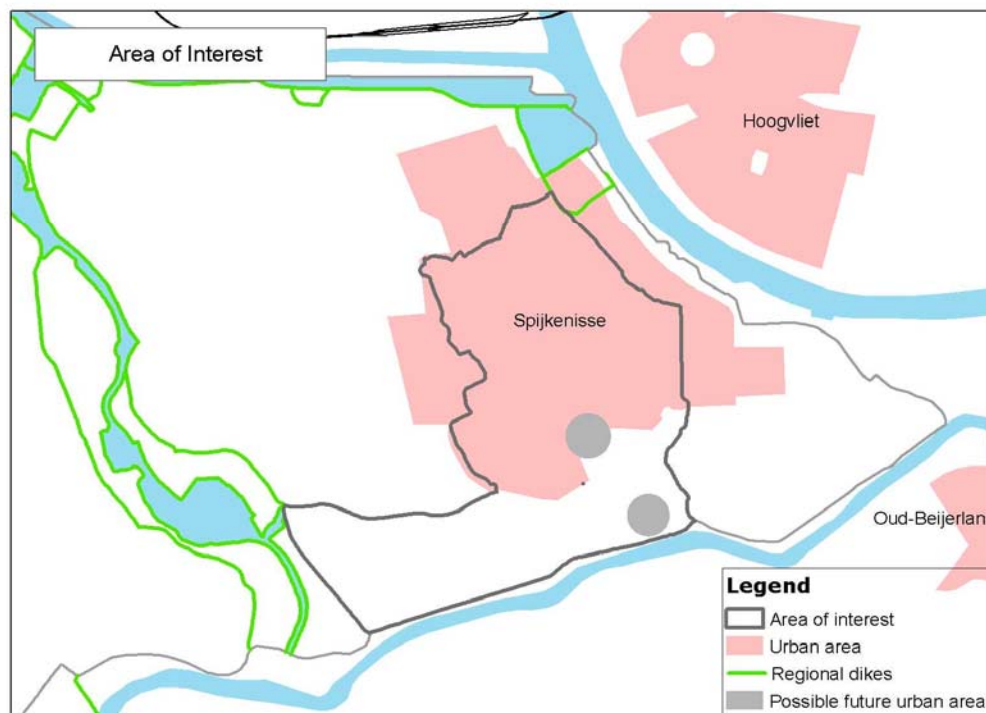 Area of Interest
Hoogvliet
Spijkenisse
Oud-Beijerlan
Legend
Area of interest
Urban area
Regional dikes
Possible future urban area